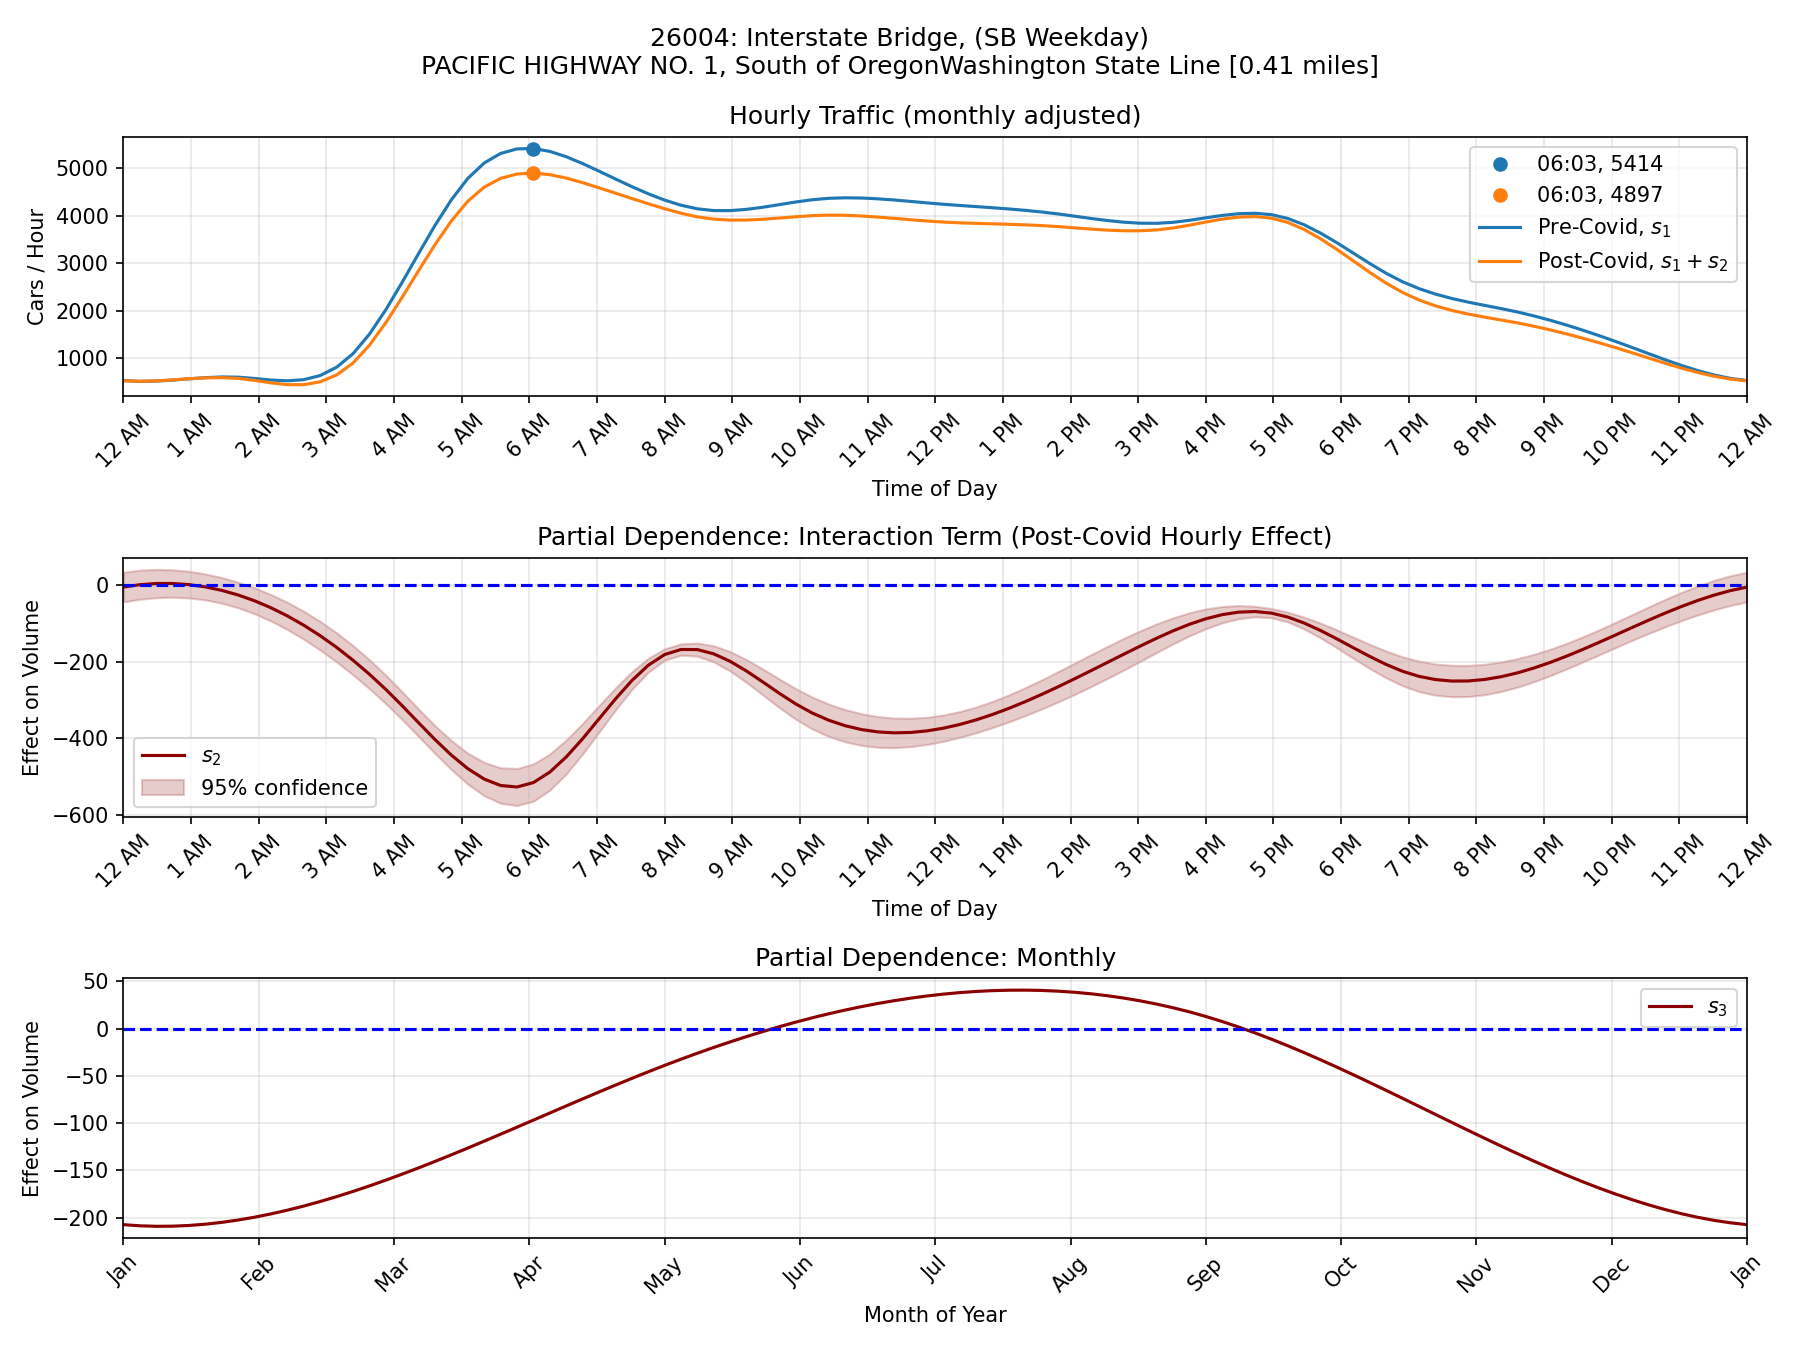 26004: Interstate Bridge, (SB Weekday)
PACIFIC HIGHWAY NO. 1, South of OregonWashington State Line [0.41 miles]
Hourly Traffic (monthly adjusted)
Cars / Hour
5000
4000
3000
2000
1000
06:03, 5414
06:03, 4897
Pre-Covid, s₁
Post-Covid, s₁ + s₂
12 AM 1 AM 2 AM 3 AM 4 AM 5 AM 6 AM 7 AM 8 AM 9 AM 10 AM 11 AM 12 PM 1 PM 2 PM 3 PM 4 PM 5 PM 6 PM 7 PM 8 PM 9 PM 10 PM 11 PM 12 AM
Time of Day
Partial Dependence: Interaction Term (Post-Covid Hourly Effect)
Effect on Volume
0
−200
−400
−600
s₂
95% confidence
12 AM 1 AM 2 AM 3 AM 4 AM 5 AM 6 AM 7 AM 8 AM 9 AM 10 AM 11 AM 12 PM 1 PM 2 PM 3 PM 4 PM 5 PM 6 PM 7 PM 8 PM 9 PM 10 PM 11 PM 12 AM
Time of Day
Partial Dependence: Monthly
Effect on Volume
50
0
−50
−100
−150
−200
s₃
Jan Feb Mar Apr May Jun Jul Aug Sep Oct Nov Dec Jan
Month of Year